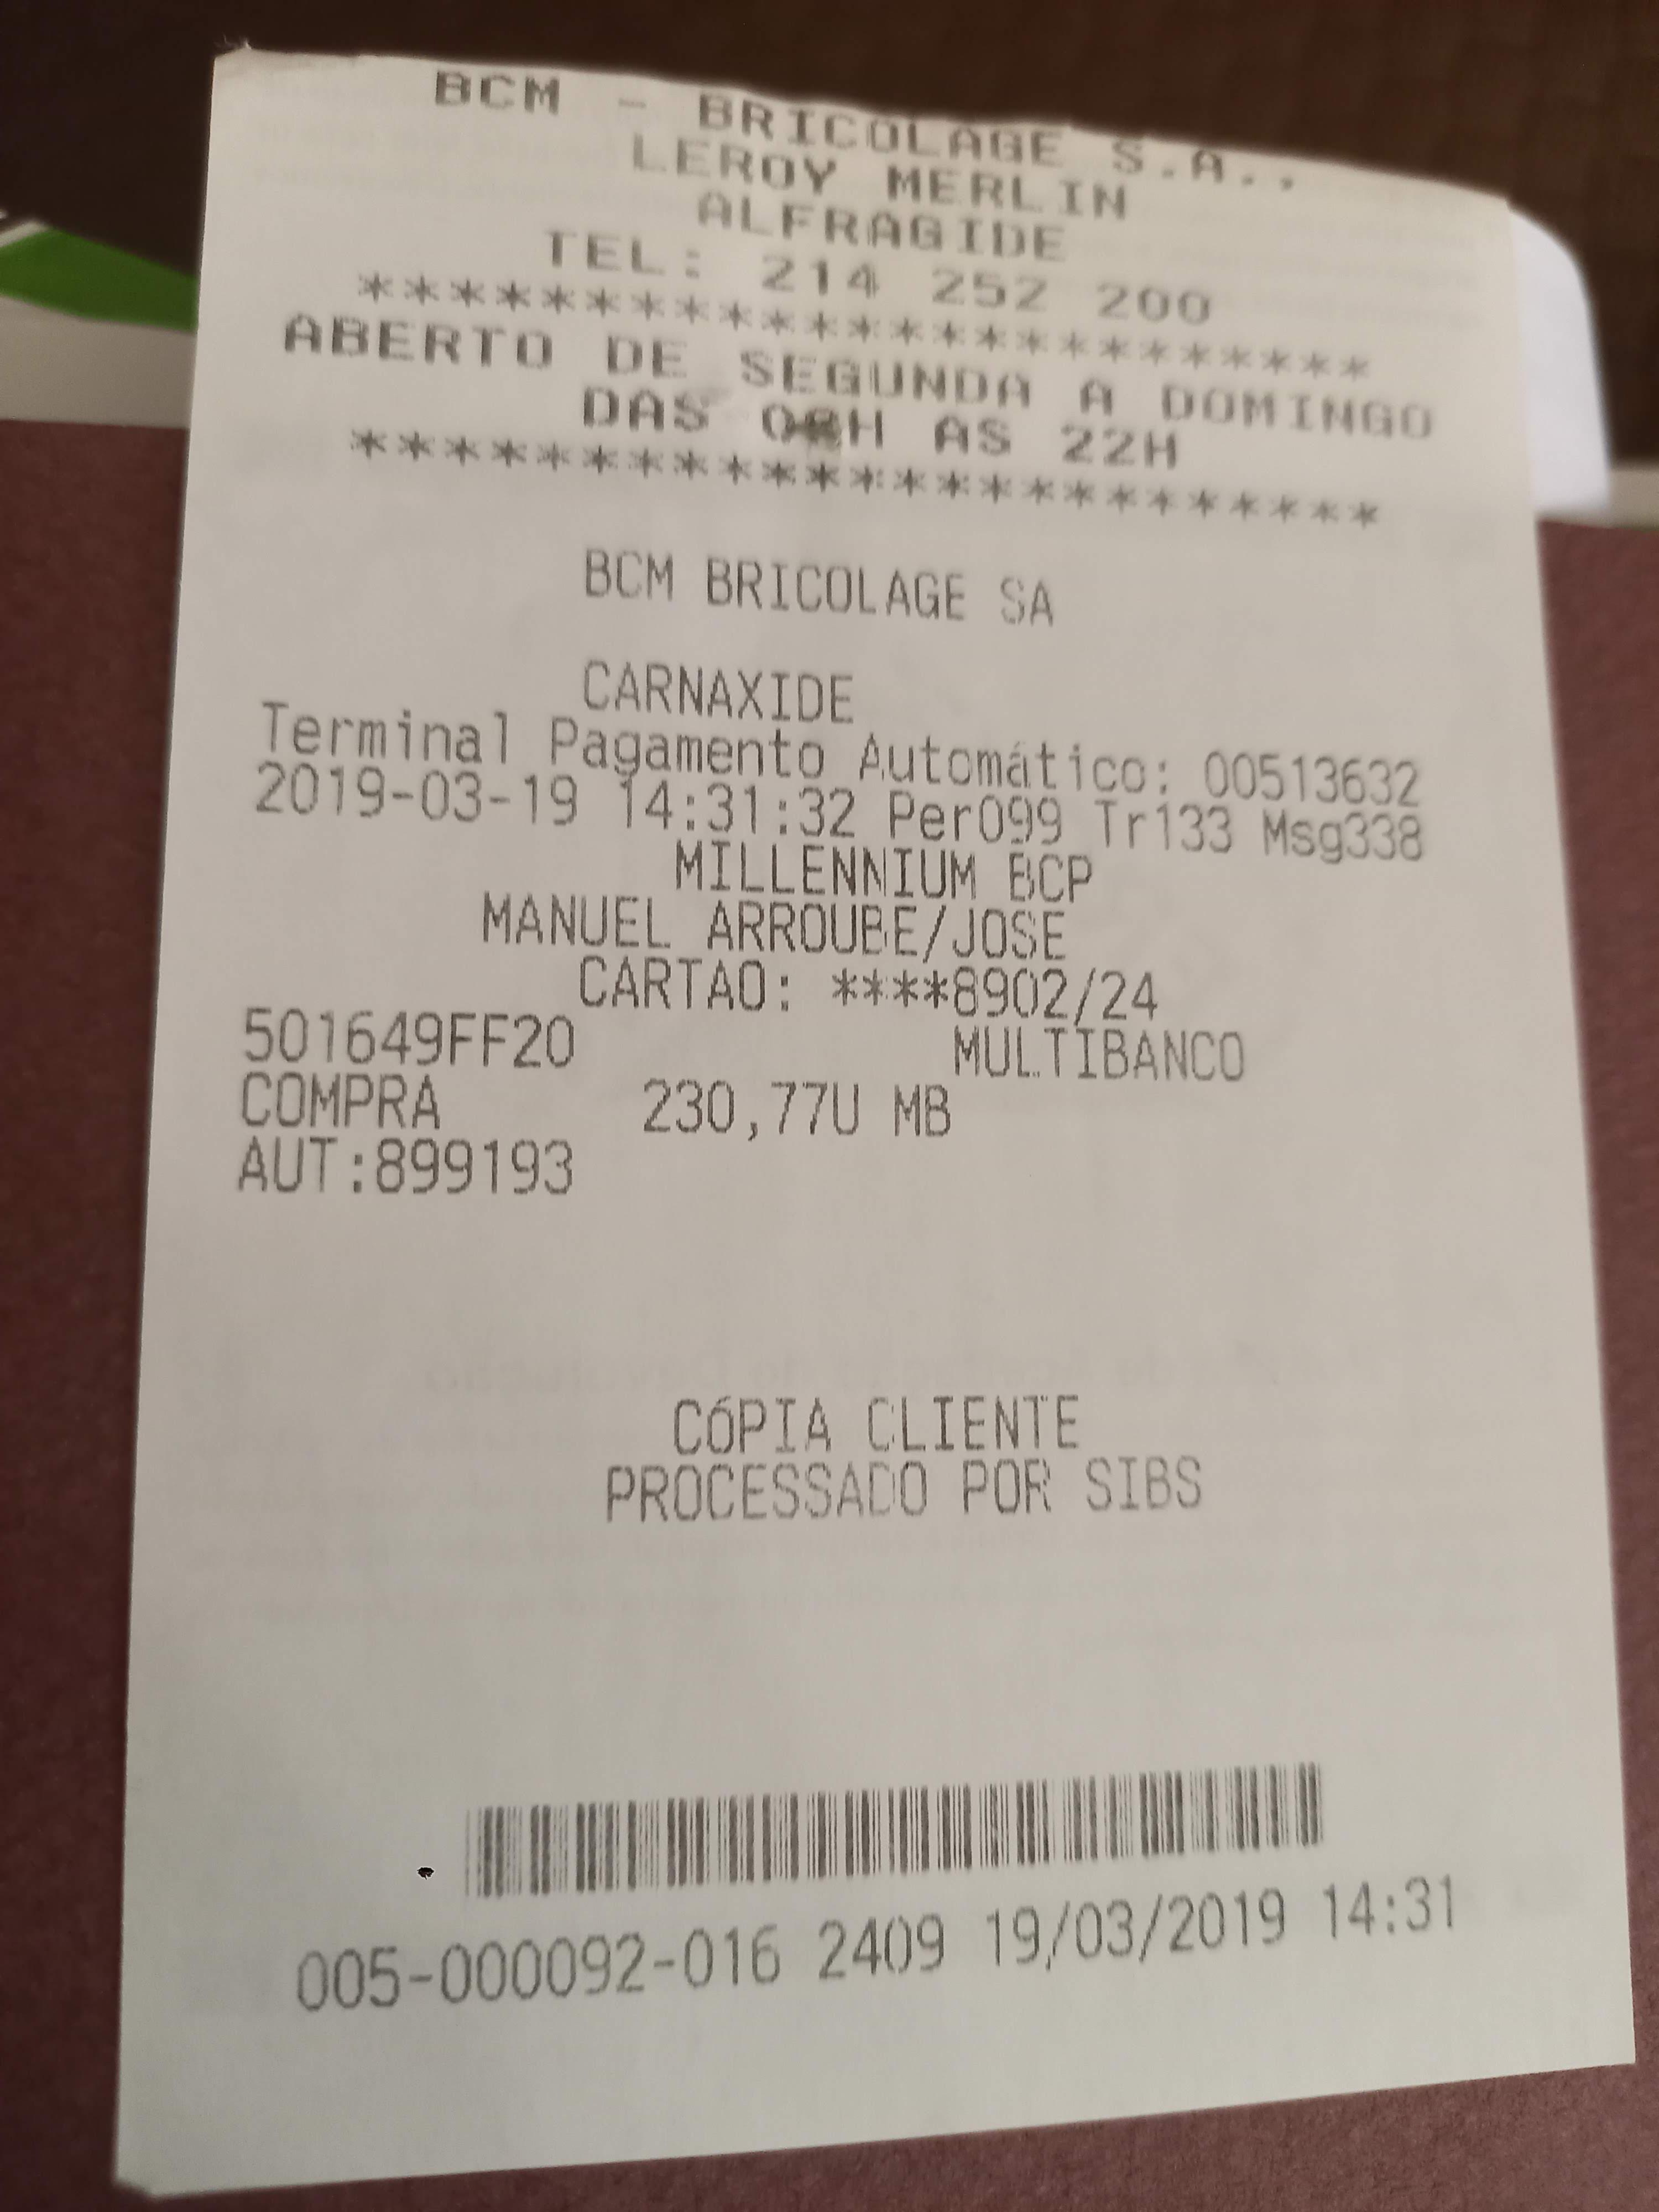 BCM - BRICOLAGE S.A.,
LEROY MERLIN
ALFRAGIDE
TEL: 214 252 200
***********************
ABERTO DE SEGUNDA A DOMINGO
DAS H AS 22H
************************
BCM BRICOLAGE SA
CARNAXIDE
Terminal Pagamento Automático: 00513632
2019-03-19 14:31:32 Per099 Tr133 Msg338
MILLENNIUM BCP
MANUEL ARROUBE/JOSE
CARTAO: ****8902/24
501649FF20 MULTIBANCO
COMPRA 230,77U MB
AUT:899193
CÓPIA CLIENTE
PROCESSADO POR SIBS
005-000092-016 2409 19/03/2019 14:31